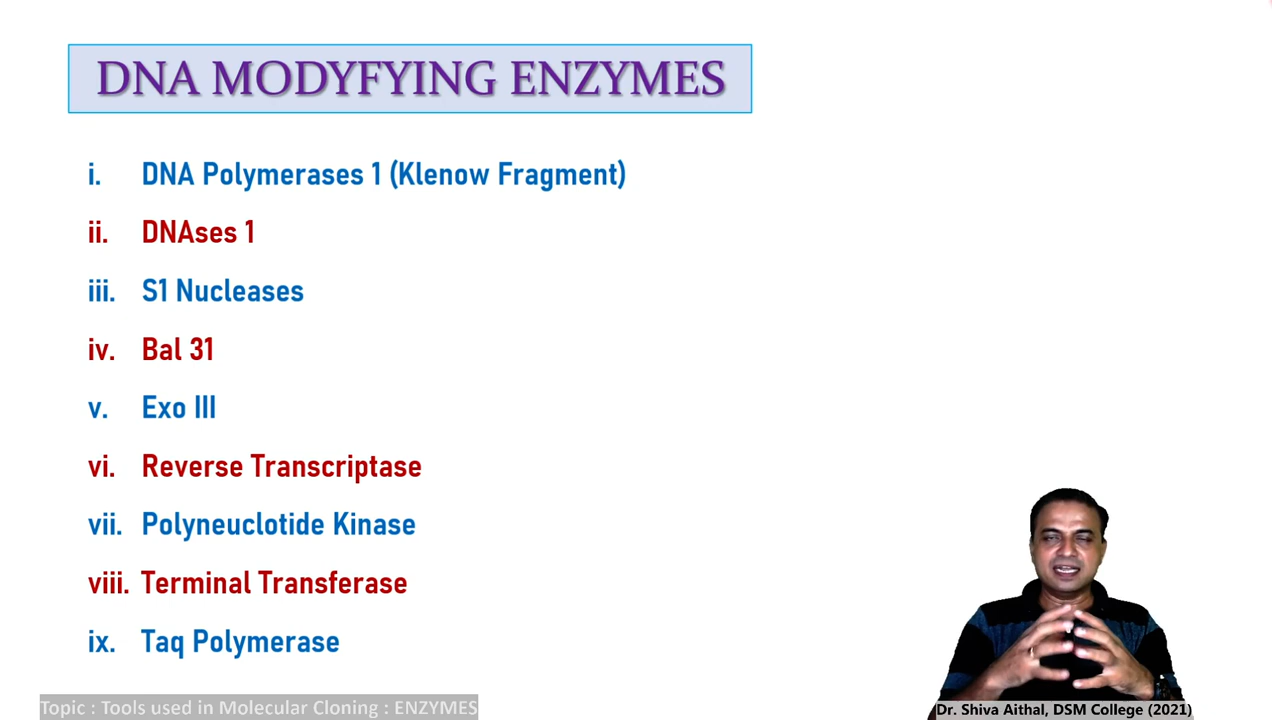 DNA MODYFYING ENZYMES
i. DNA Polymerases 1 (Klenow Fragment)
ii. DNAses 1
iii. S1 Nucleases
iv. Bal 31
v. Exo III
vi. Reverse Transcriptase
vii. Polyneuclotide Kinase
viii. Terminal Transferase
ix. Taq Polymerase
Topic : Tools used in Molecular Cloning : ENZYMES
Dr. Shiva Aithal, DSM College (2021)